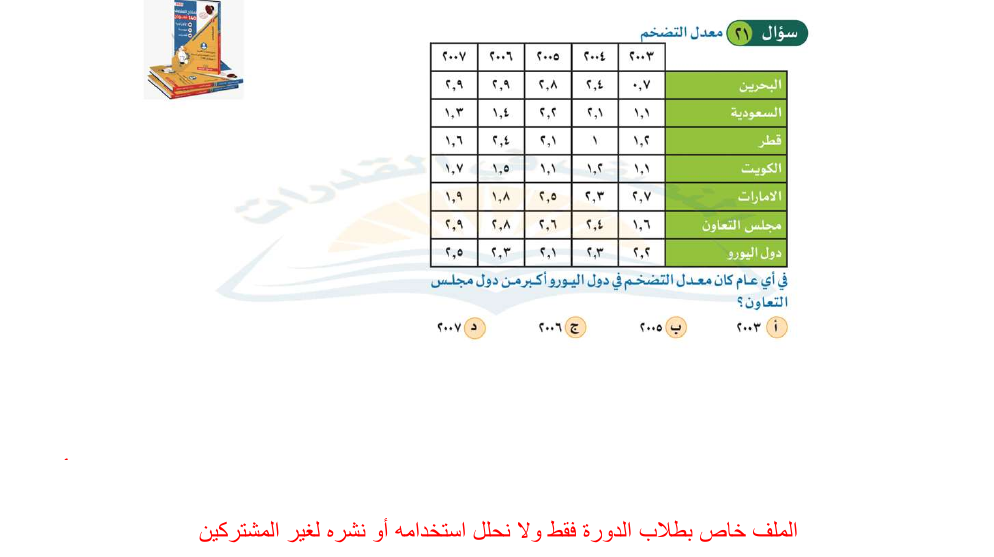 سؤال ٢١ معدل التضخم
٢٠٠٣ ٢٠٠٤ ٢٠٠٥ ٢٠٠٦ ٢٠٠٧
البحرين ٠,٧ ٢,٤ ٢,٨ ٢,٩ ٢,٩
السعودية ١,١ ٢,١ ٢,٢ ١,٤ ١,٣
قطر ١,٢ ١ ٢,١ ٢,٤ ١,٦
الكويت ١,١ ١,٢ ١,١ ١,٥ ١,٧
الامارات ٢,٧ ٢,٣ ٢,٥ ١,٨ ١,٩
مجلس التعاون ١,٦ ٢,٤ ٢,٦ ٢,٨ ٢,٩
دول اليورو ٢,٢ ٢,٣ ٢,١ ٢,٣ ٢,٥
في أي عام كان معدل التضخم في دول اليورو أكبر من دول مجلس
التعاون؟
أ ٢٠٠٣ ب ٢٠٠٥ ج ٢٠٠٦ د ٢٠٠٧
الملف خاص بطلاب الدورة فقط ولا نحلل استخدامه أو نشره لغير المشتركين